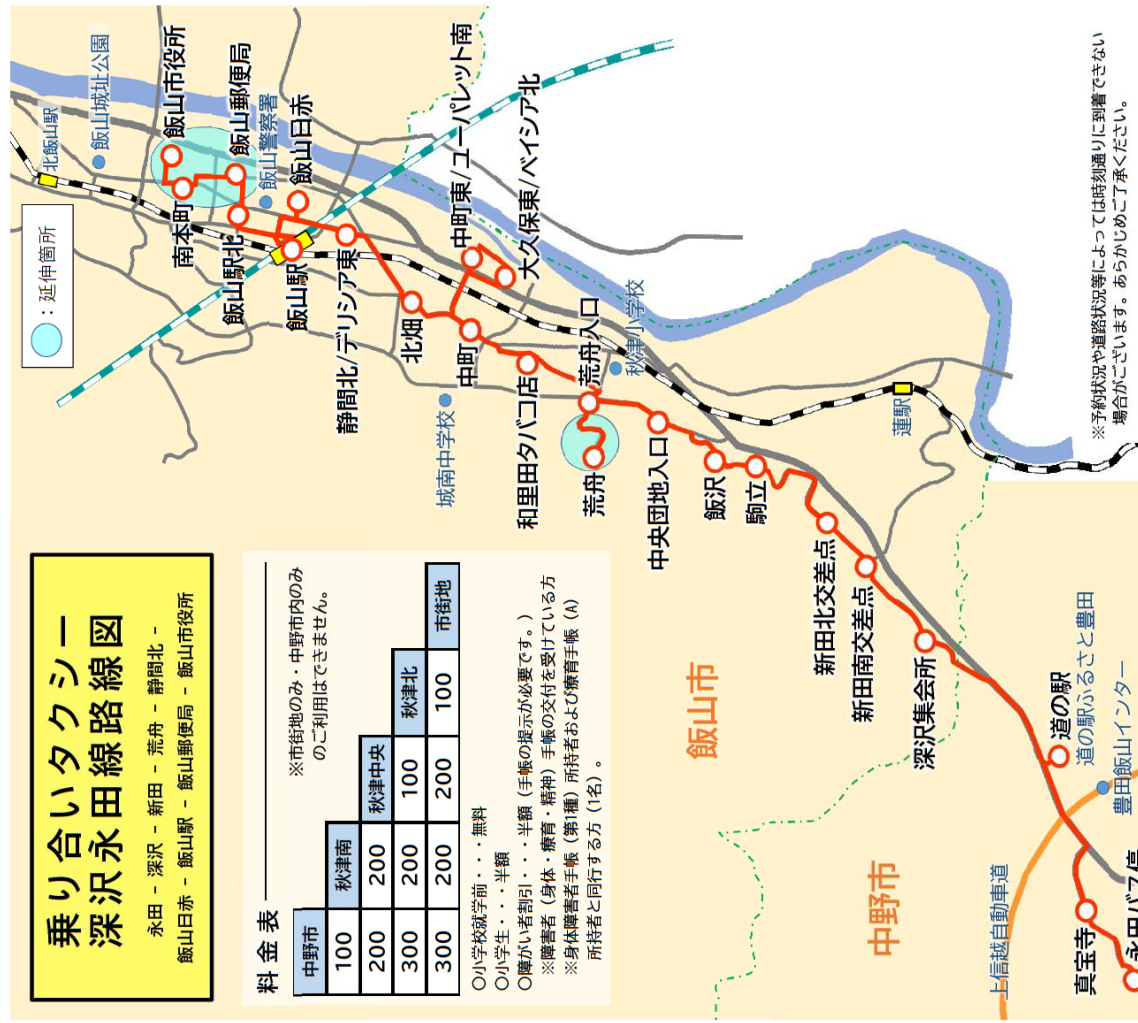 乗り合いタクシー
深沢永田線路線図
永田 - 深沢 - 新田 - 荒舟 - 静間北 -
飯山日赤 - 飯山駅 - 飯山郵便局 - 飯山市役所
料金表
※市街地のみ・中野市内のみ
のご利用はできません。
中野市
100 秋津南
200 200 秋津中央
300 200 100 秋津北
300 200 200 100 市街地
○小学校就学前・・・無料
○小学生・・・半額
○障がい者割引・・・半額（手帳の提示が必要です。）
※障害者（身体・療育・精神）手帳の交付を受けている方
※身体障害者手帳（第1種）所持者および療育手帳（A）
所持者と同行する方（1名）。
：延伸箇所
北飯山駅
飯山城址公園
飯山市役所
南本町
飯山郵便局
飯山警察署
飯山駅北
飯山日赤
飯山駅
静間北/デリシア東
北畑
中町東/ユーパレット南
大久保東/ベイシア北
中町
城南中学校
和里田タバコ店
荒舟入口
秋津小学校
荒舟
中央団地入口
飯沢
駒立
蓮駅
新田北交差点
新田南交差点
深沢集会所
飯山市
中野市
道の駅
道の駅ふるさと豊田
豊田飯山インター
上信越自動車道
真宝寺
永田バス停
※予約状況や道路状況等によっては時刻通りに到着できない
場合がございます。あらかじめご了承ください。